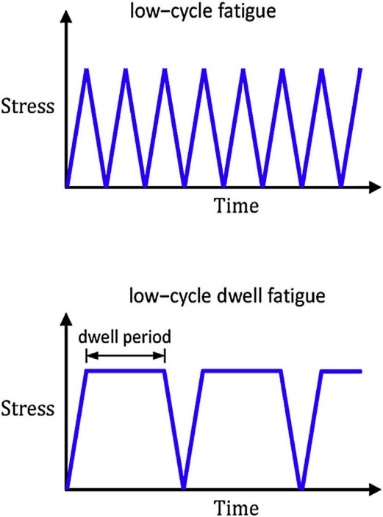 low–cycle fatigue
Stress
Time
low–cycle dwell fatigue
dwell period
Stress
Time